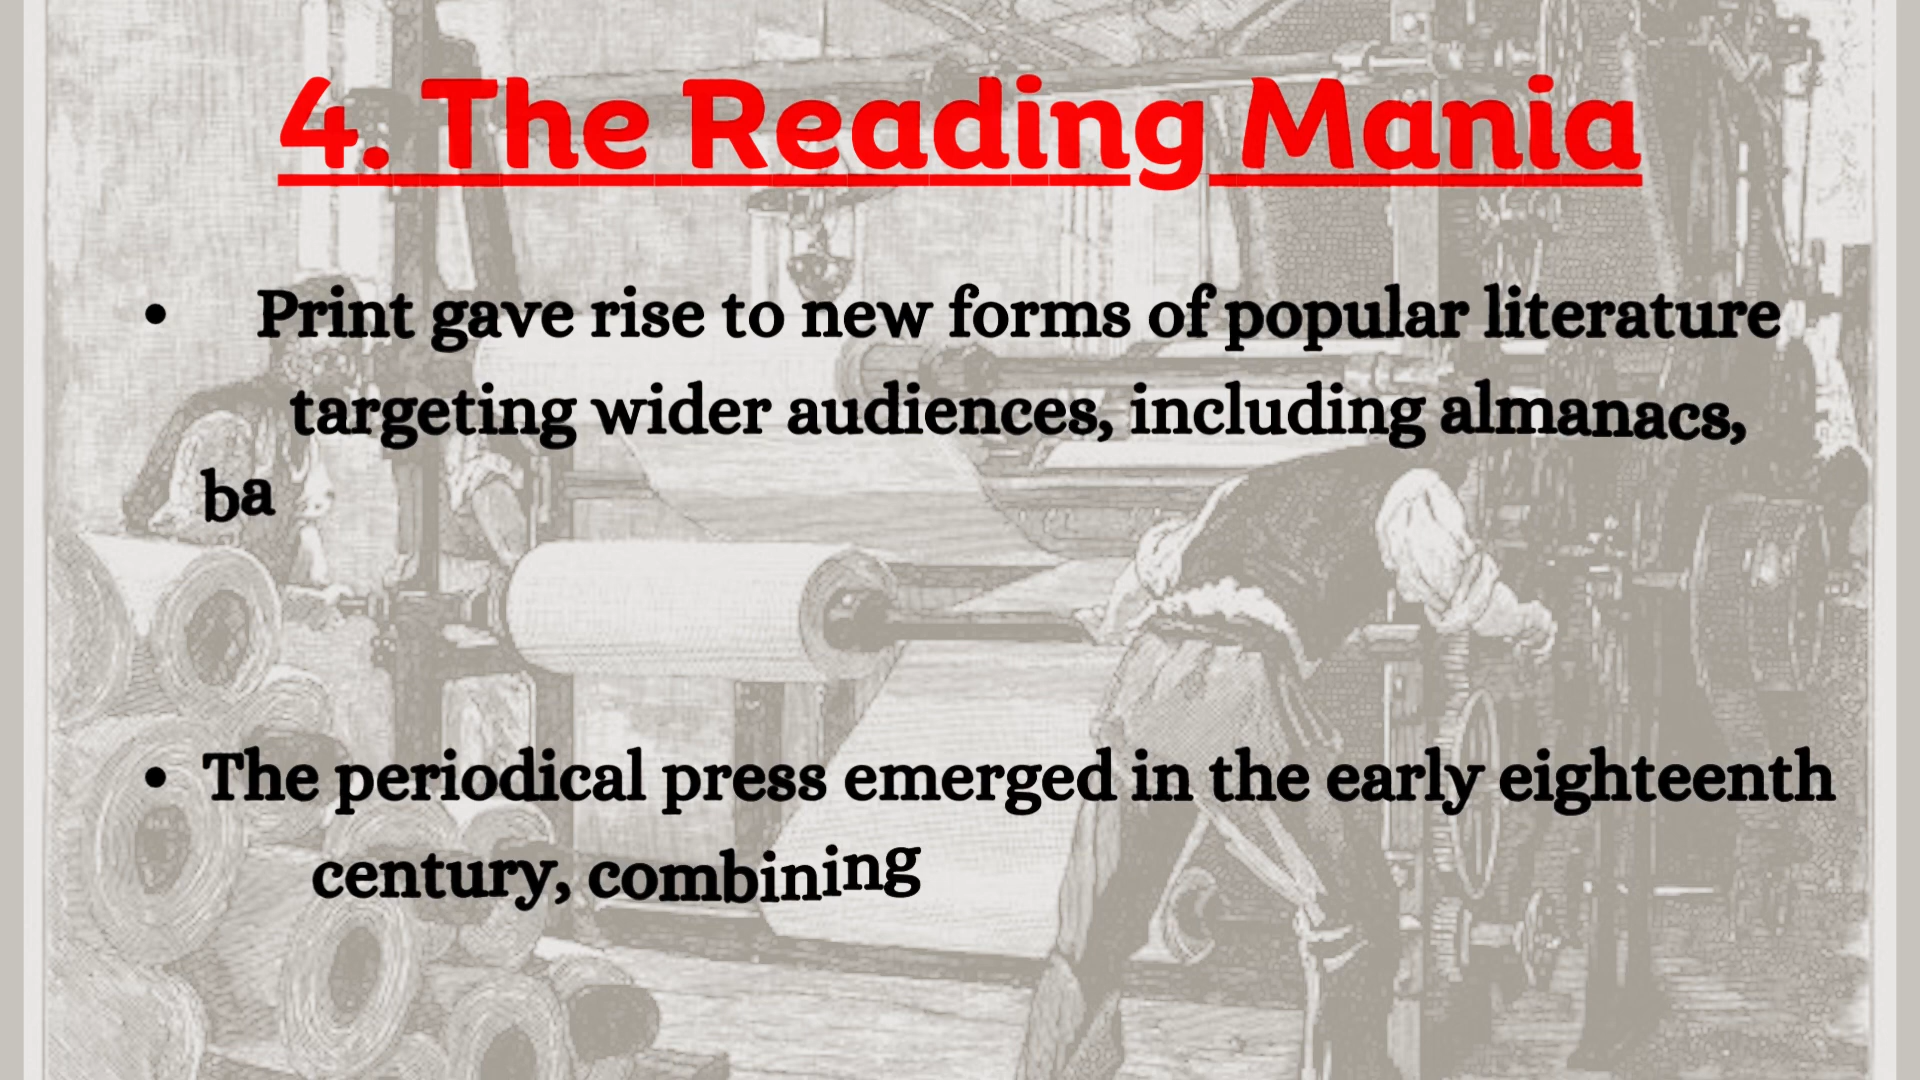 4. The Reading Mania
• Print gave rise to new forms of popular literature
targeting wider audiences, including almanacs,
ba
• The periodical press emerged in the early eighteenth
century, combining